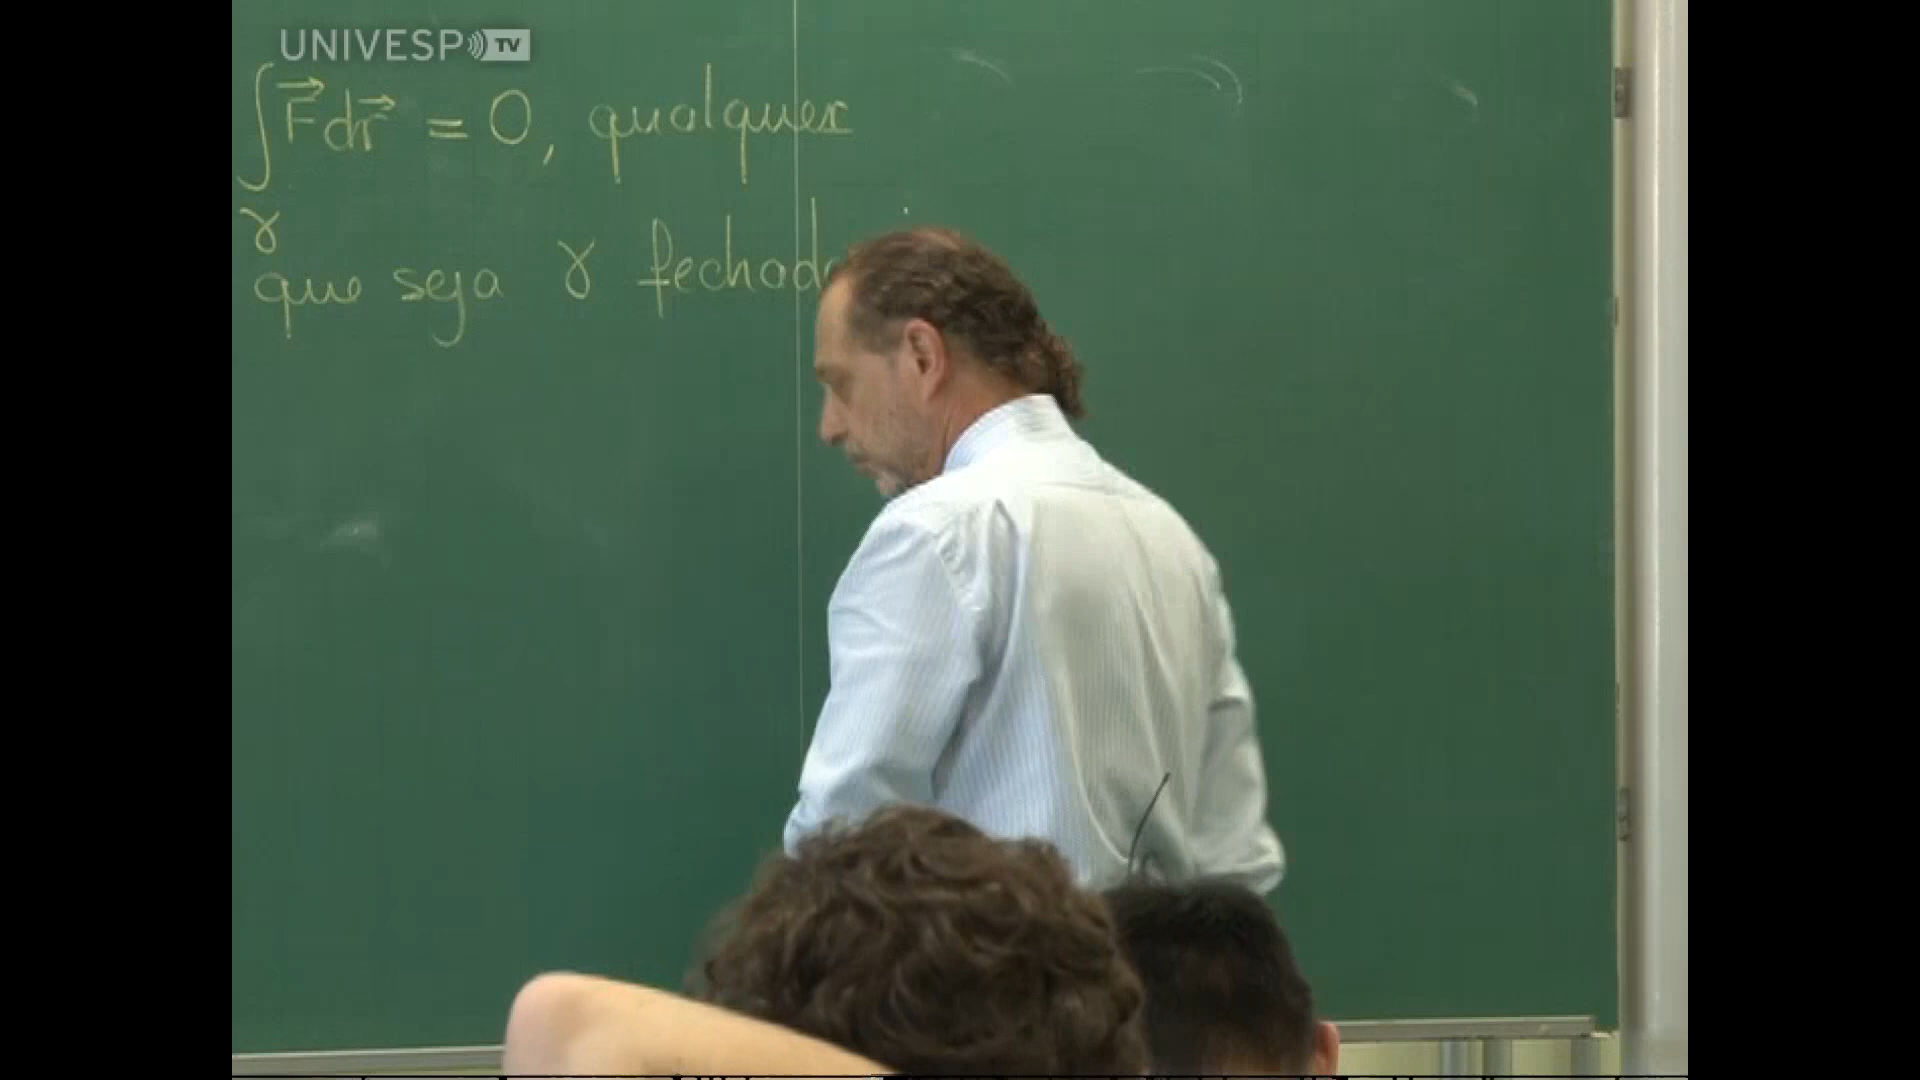 UNIVESP TV
∫F⃗ dr⃗ = 0, qualquer
γ
que seja γ fechado